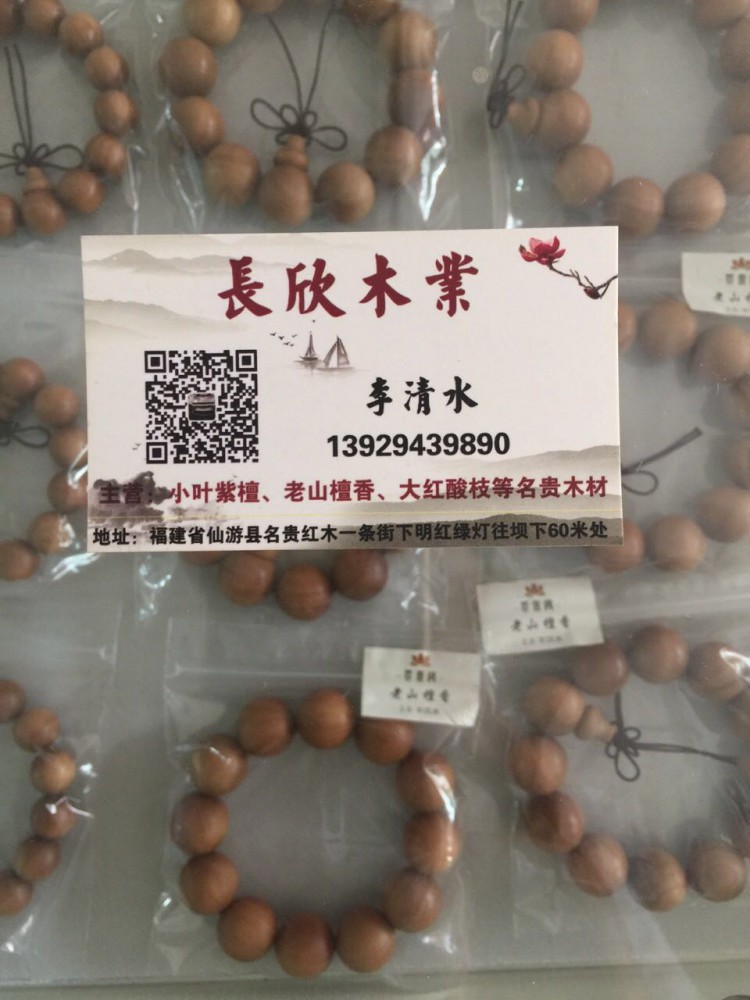 長欣木業
李清水
13929439890
主营：小叶紫檀、老山檀香、大红酸枝等名贵木材
地址：福建省仙游县名贵红木一条街下明红绿灯往坝下60米处
老山檀香
老山檀香